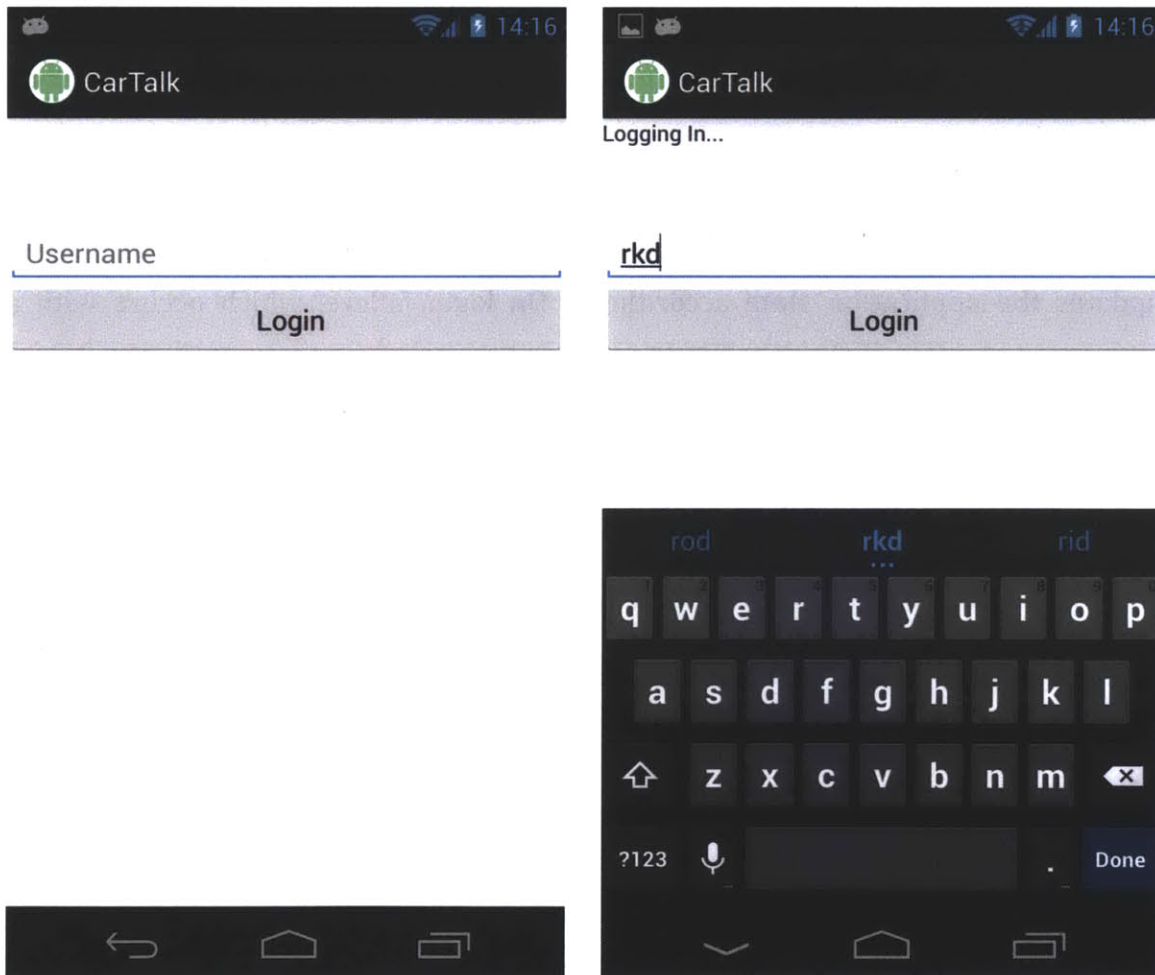 14:16
CarTalk
Username
Login
14:16
CarTalk
Logging In...
rkd
Login
rod rkd rid
q w e r t y u i o p
a s d f g h j k l
z x c v b n m
?123 . Done